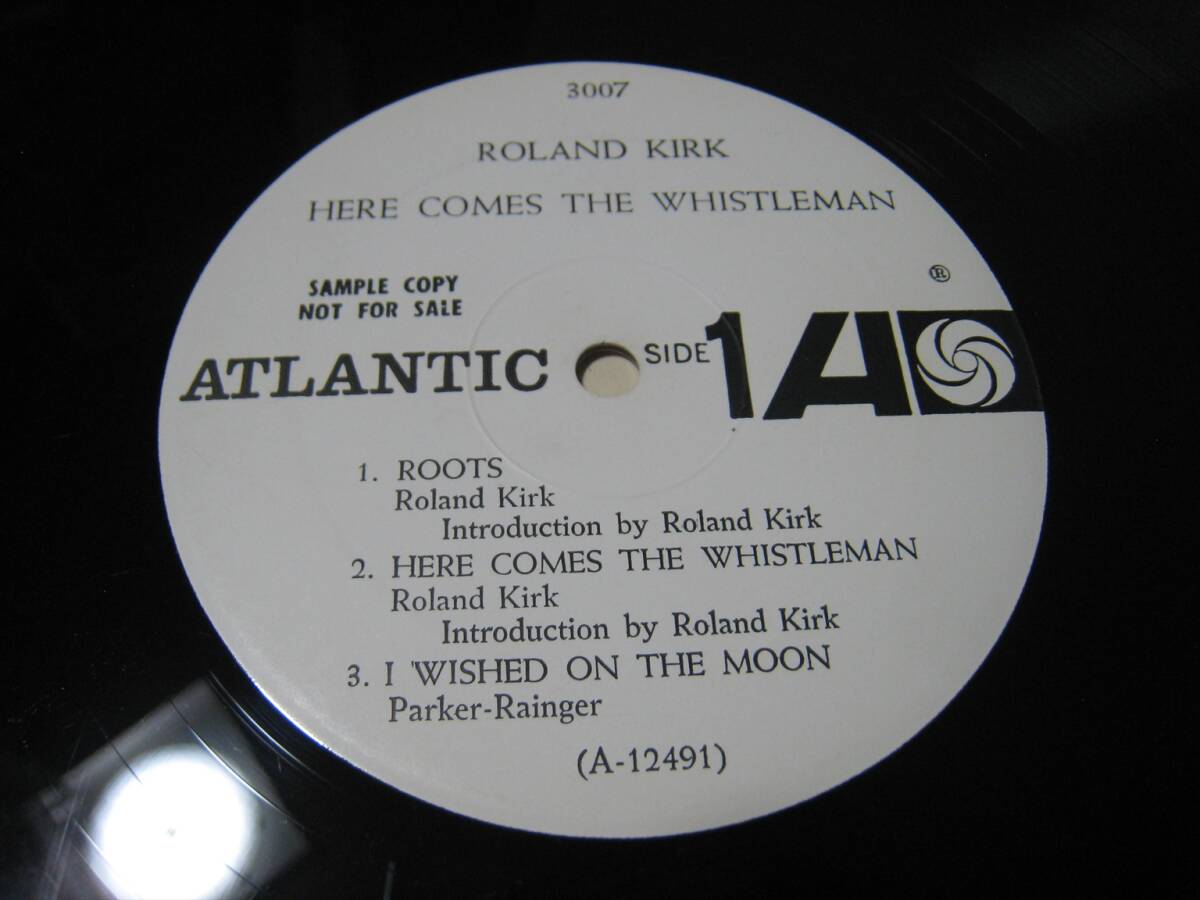 3007
ROLAND KIRK
HERE COMES THE WHISTLEMAN
®
SAMPLE COPY
NOT FOR SALE
ATLANTIC
SIDE 1 A
1. ROOTS
Roland Kirk
Introduction by Roland Kirk
2. HERE COMES THE WHISTLEMAN
Roland Kirk
Introduction by Roland Kirk
3. I 'WISHED ON THE MOON
Parker-Rainger
(A-12491)